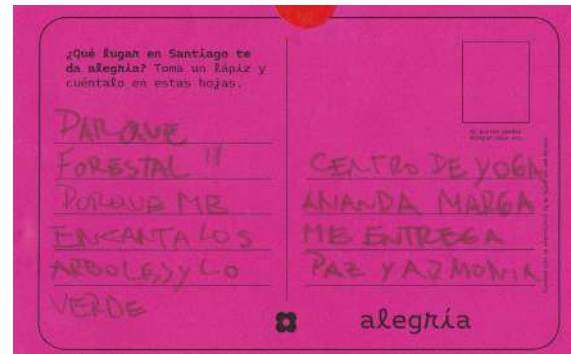 ¿Qué lugar en Santiago te
da alegría? Toma un lápiz y
cuéntalo en estas hojas.
PARQUE
FORESTAL !!
PORQUE ME
ENCANTA LOS
ARBOLES, y LO
VERDE
CENTRO DE YOGA
ANANDA MARGA
ME ENTREGA
PAZ Y ARMONIA
alegría